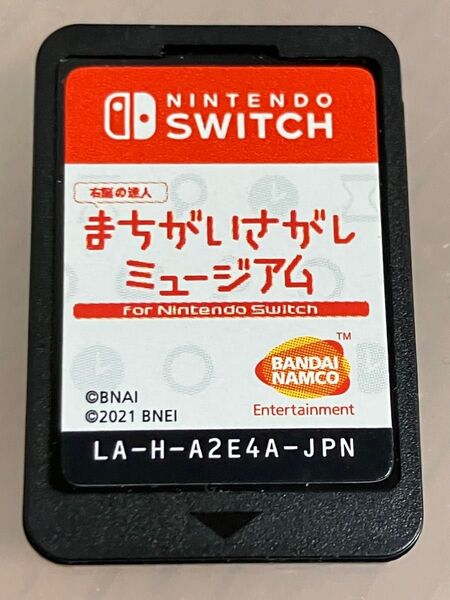 NINTENDO
SWITCH
右脳の達人
まちがいさがし
ミュージアム
for Nintendo Switch
TM
BANDAI
NAMCO
Entertainment
©BNAI
©2021 BNEI
LA-H-A2E4A-JPN